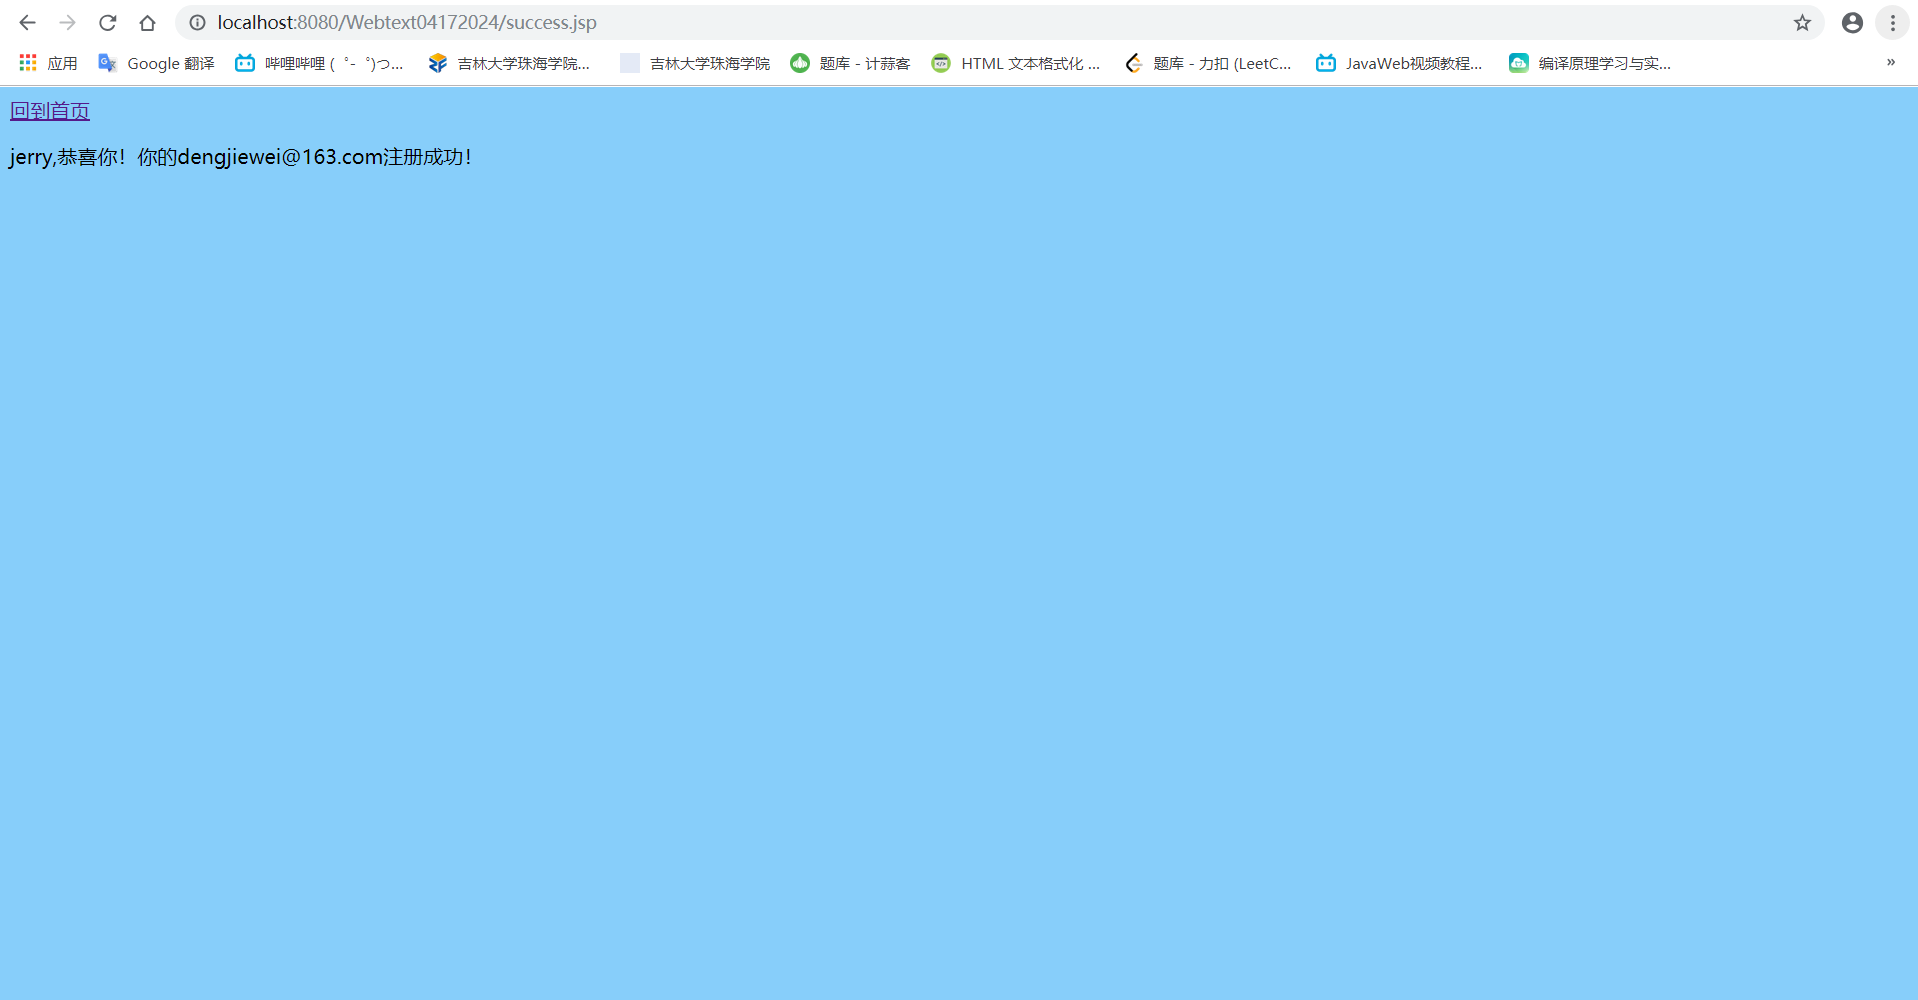 localhost:8080/Webtext04172024/success.jsp
应用 Google 翻译 哔哩哔哩 ( ゜- ゜)つ... 吉林大学珠海学院... 吉林大学珠海学院 题库 - 计蒜客 HTML 文本格式化 ... 题库 - 力扣 (LeetC... JavaWeb视频教程... 编译原理学习与实... »
回到首页
jerry,恭喜你！你的dengjiewei@163.com注册成功！